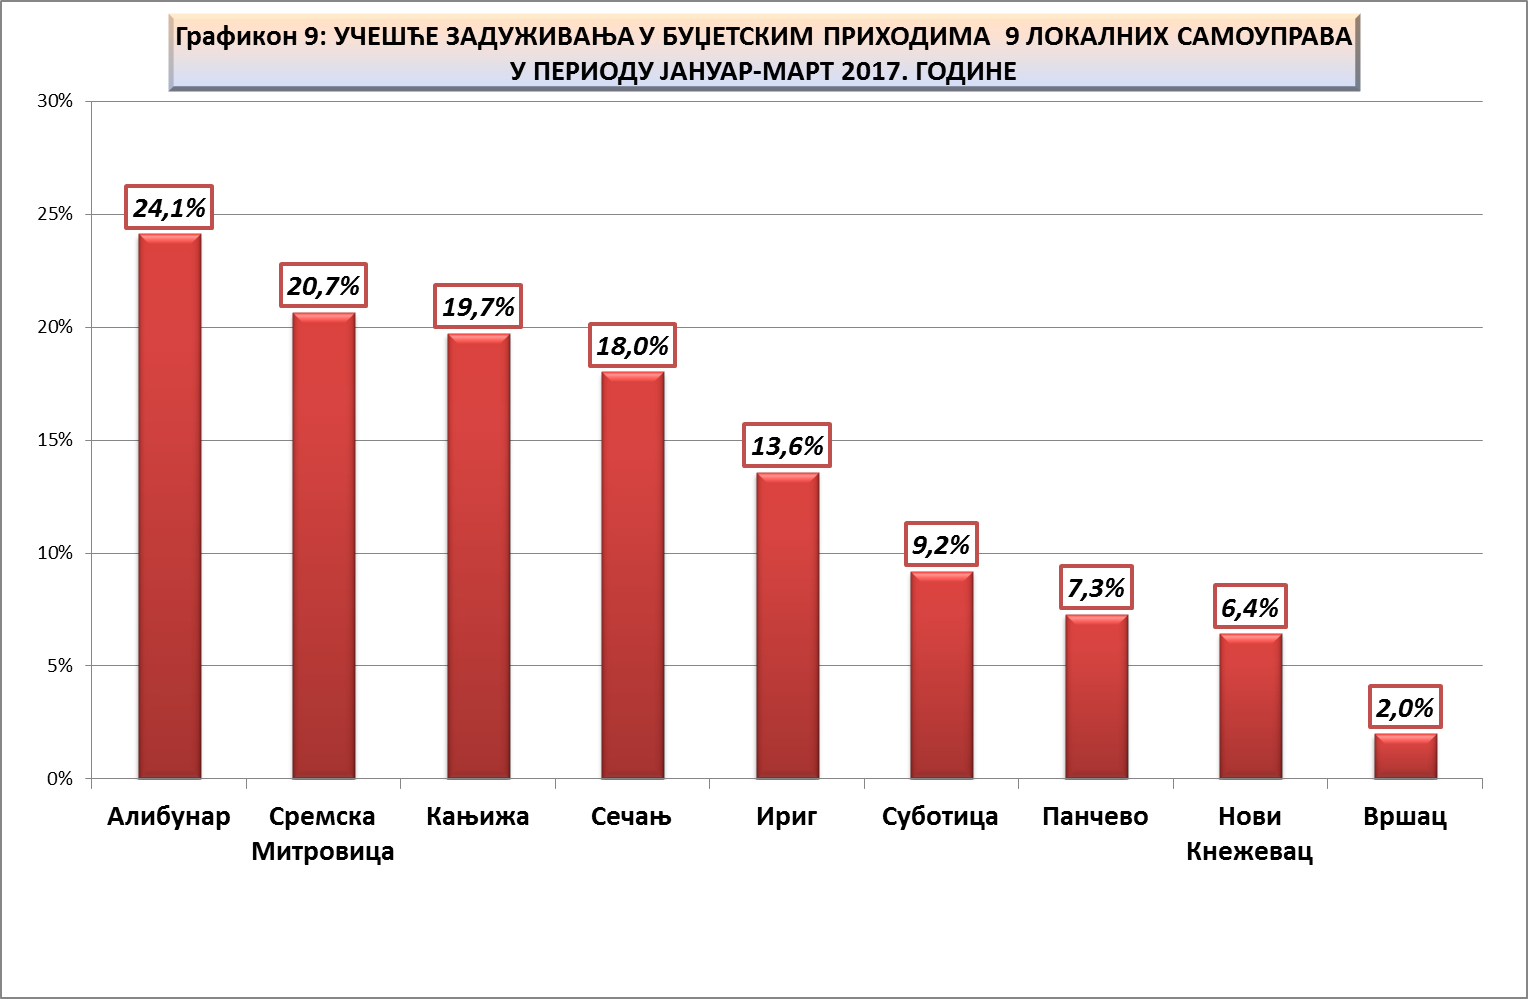 Графикон 9: УЧЕШЋЕ ЗАДУЖИВАЊА У БУЏЕТСКИМ ПРИХОДИМА 9 ЛОКАЛНИХ САМОУПРАВА
У ПЕРИОДУ ЈАНУАР-МАРТ 2017. ГОДИНЕ
30%
25%
20%
15%
10%
5%
0%
24,1%
20,7%
19,7%
18,0%
13,6%
9,2%
7,3%
6,4%
2,0%
Алибунар
Сремска
Митровица
Кањижа
Сечањ
Ириг
Суботица
Панчево
Нови
Кнежевац
Вршац